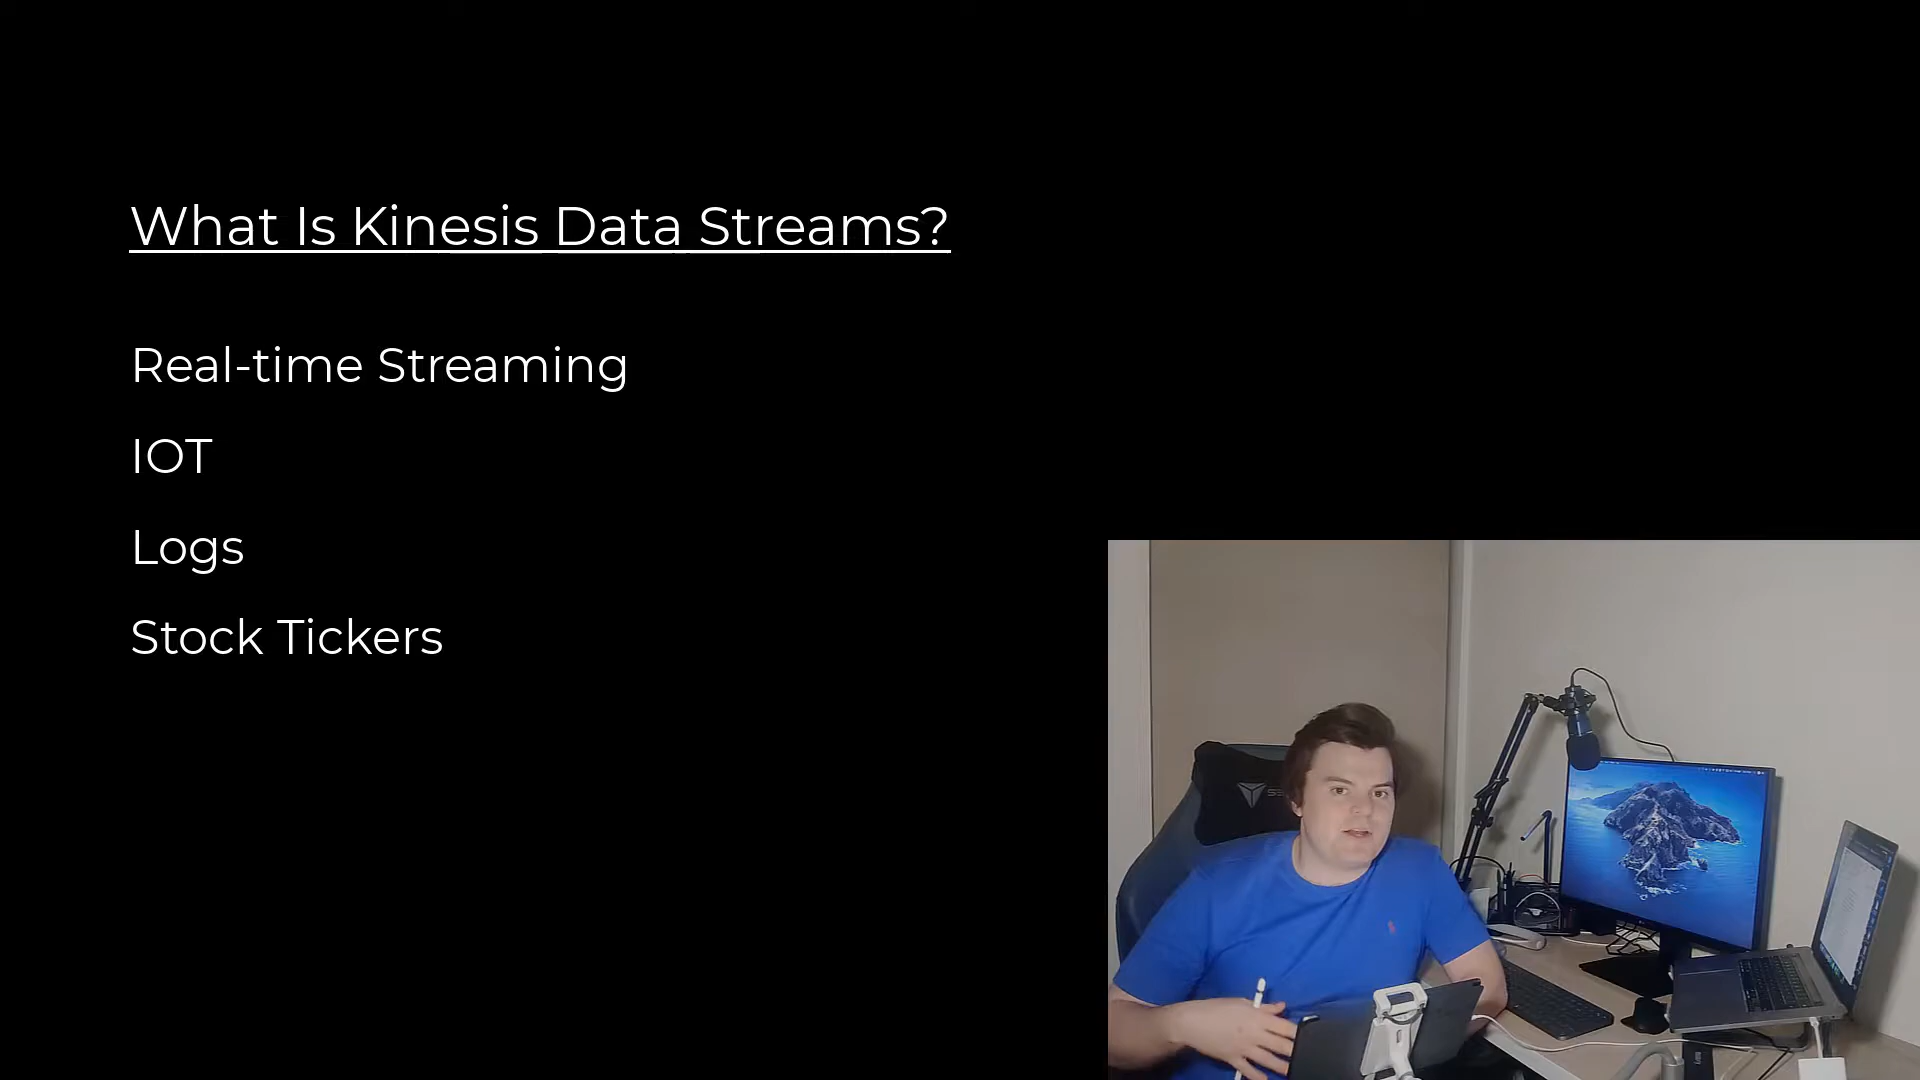 What Is Kinesis Data Streams?
Real-time Streaming
IOT
Logs
Stock Tickers